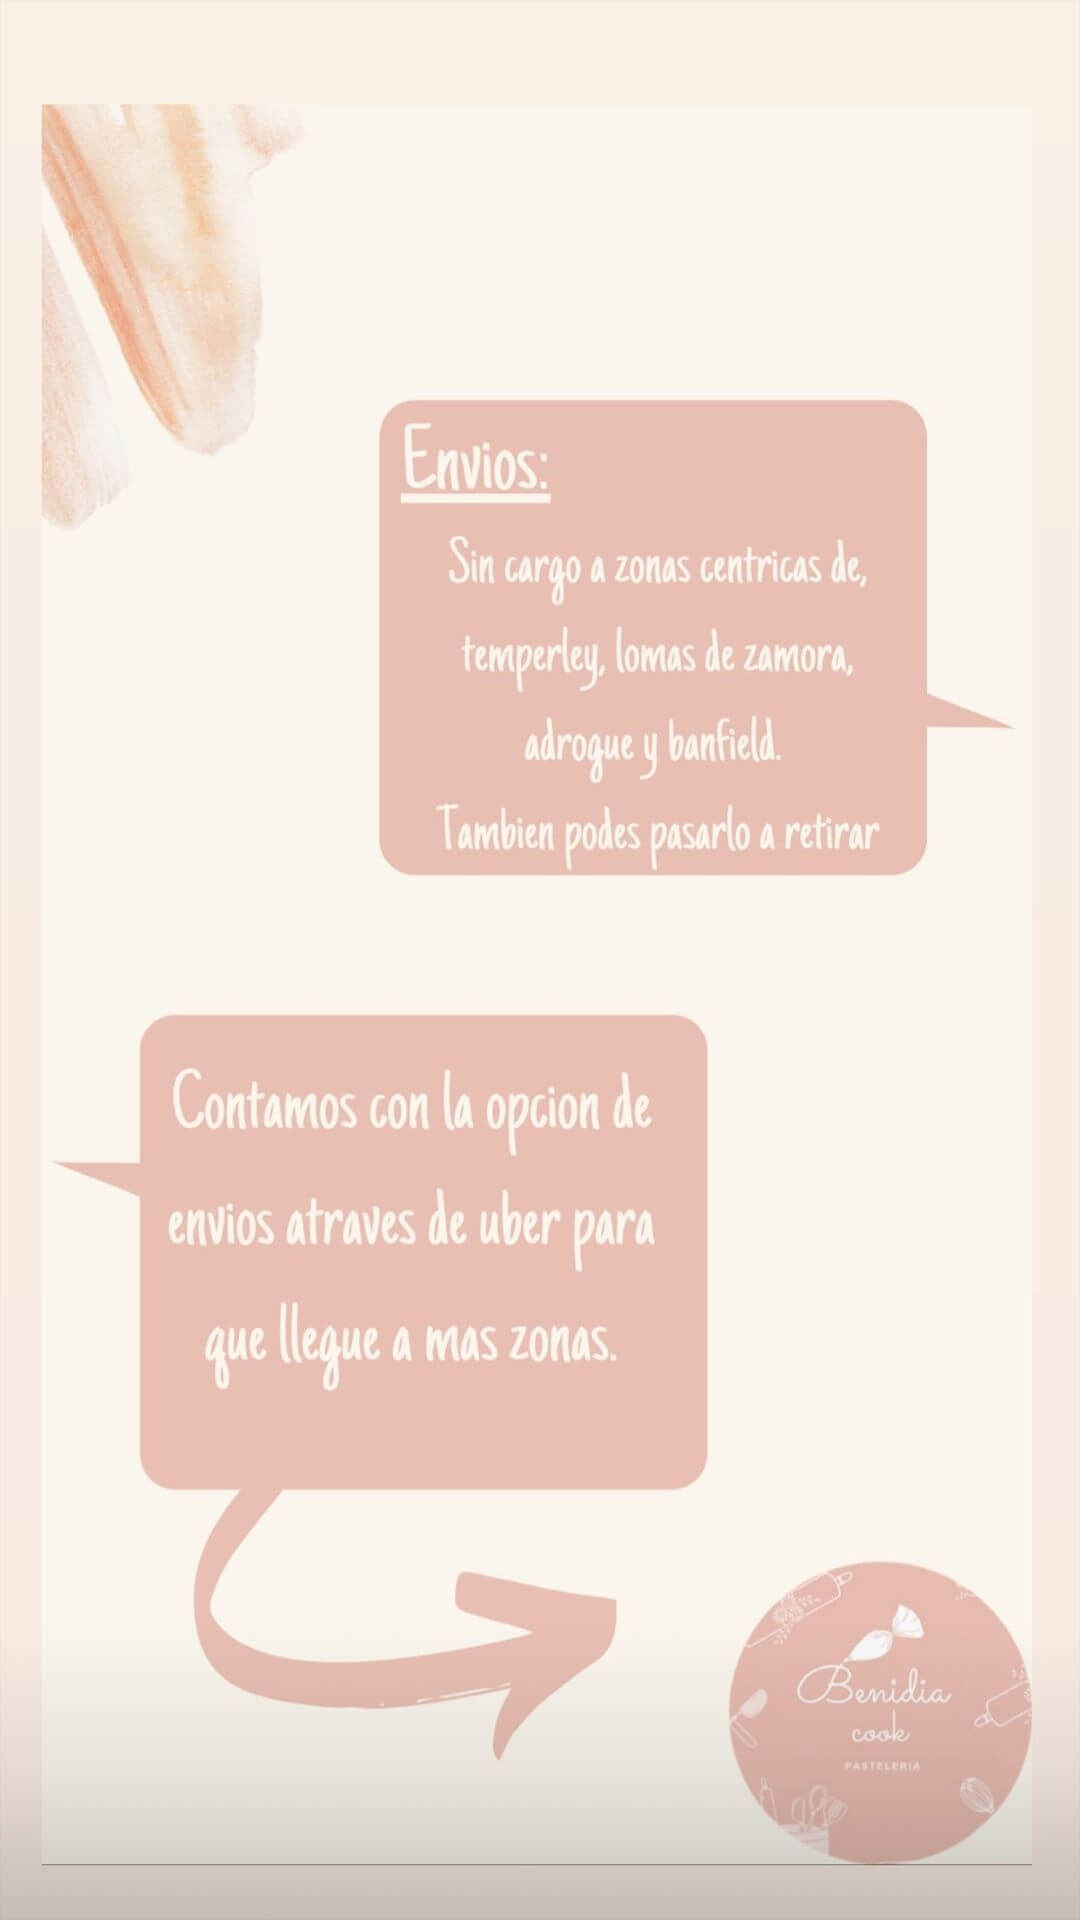 Envios:
Sin cargo a zonas centricas de,
temperley, lomas de zamora,
adrogue y banfield.
Tambien podes pasarlo a retirar
Contamos con la opcion de
envios atraves de uber para
que llegue a mas zonas.
Benidia
cook
PASTELERIA